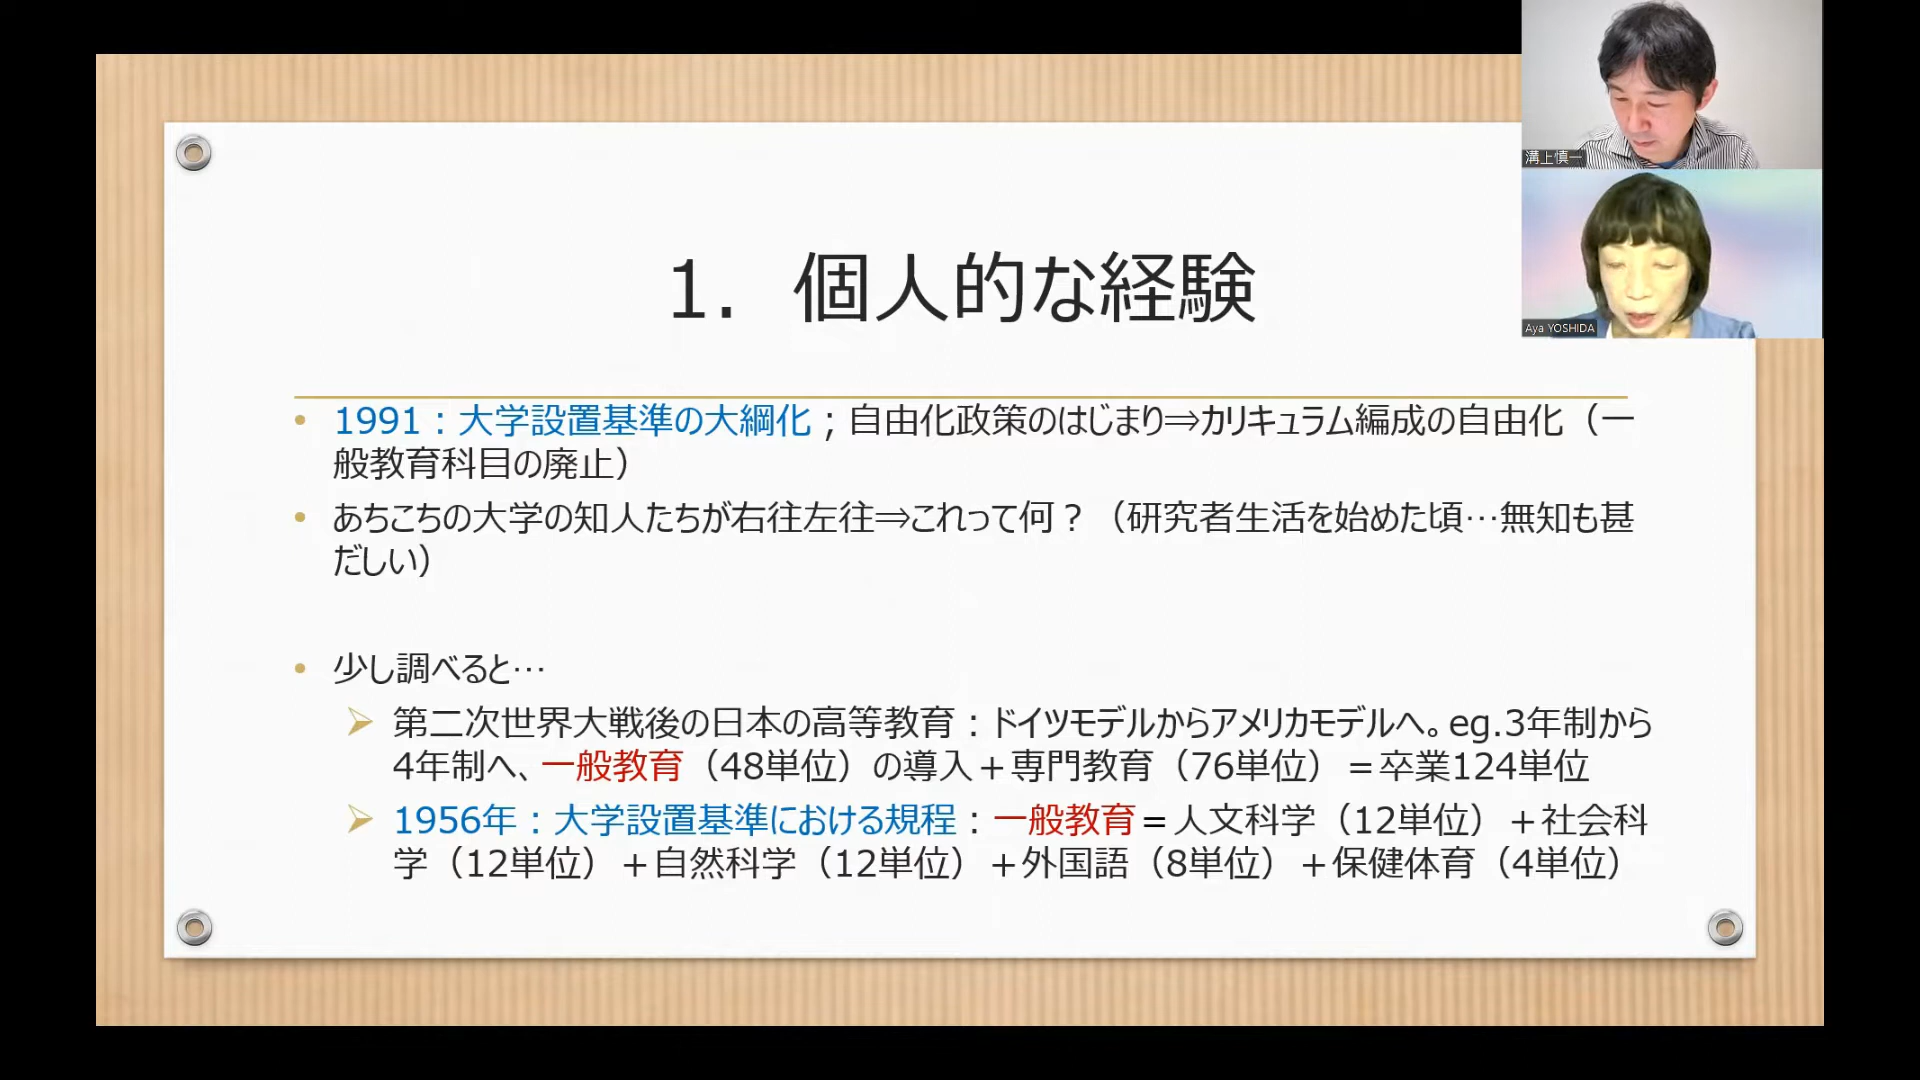 溝上慎一
Aya YOSHIDA
1. 個人的な経験
• 1991：大学設置基準の大綱化；自由化政策のはじまり⇒カリキュラム編成の自由化（一
般教育科目の廃止）
• あちこちの大学の知人たちが右往左往⇒これって何？（研究者生活を始めた頃…無知も甚
だしい）
• 少し調べると…
➢ 第二次世界大戦後の日本の高等教育：ドイツモデルからアメリカモデルへ。eg.3年制から
4年制へ、一般教育（48単位）の導入＋専門教育（76単位）＝卒業124単位
➢ 1956年：大学設置基準における規程：一般教育＝人文科学（12単位）＋社会科
学（12単位）＋自然科学（12単位）＋外国語（8単位）＋保健体育（4単位）